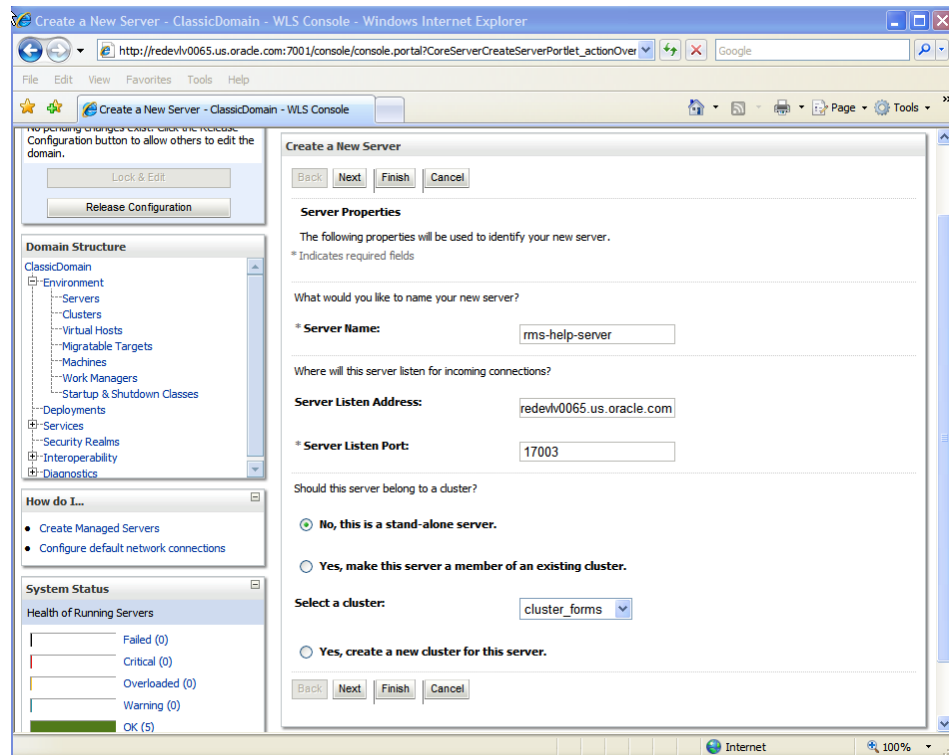 Create a New Server - ClassicDomain - WLS Console - Windows Internet Explorer
http://redevlv0065.us.oracle.com:7001/console/console.portal?CoreServerCreateServerPortlet_actionOver
Google
File Edit View Favorites Tools Help
Create a New Server - ClassicDomain - WLS Console
Page Tools
No pending changes exist. Click the Release
Configuration button to allow others to edit the
domain.
Lock & Edit
Release Configuration
Domain Structure
ClassicDomain
Environment
Servers
Clusters
Virtual Hosts
Migratable Targets
Machines
Work Managers
Startup & Shutdown Classes
Deployments
Services
Security Realms
Interoperability
Diagnostics
How do I...
Create Managed Servers
Configure default network connections
System Status
Health of Running Servers
Failed (0)
Critical (0)
Overloaded (0)
Warning (0)
OK (5)
Create a New Server
Back Next Finish Cancel
Server Properties
The following properties will be used to identify your new server.
* Indicates required fields
What would you like to name your new server?
* Server Name: rms-help-server
Where will this server listen for incoming connections?
Server Listen Address: redevlv0065.us.oracle.com
* Server Listen Port: 17003
Should this server belong to a cluster?
No, this is a stand-alone server.
Yes, make this server a member of an existing cluster.
Select a cluster: cluster_forms
Yes, create a new cluster for this server.
Back Next Finish Cancel
Internet 100%